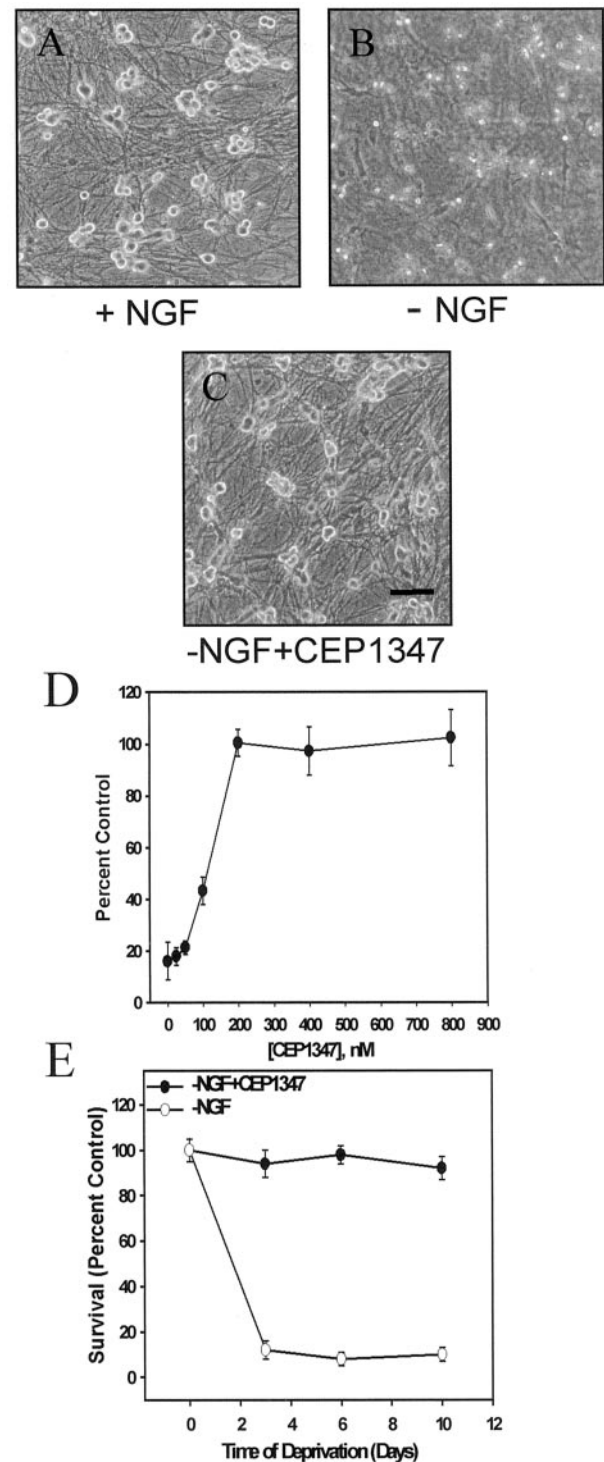 A
B
+ NGF
- NGF
C
-NGF+CEP1347
D
Percent Control
120
100
80
60
40
20
0
0 100 200 300 400 500 600 700 800 900
[CEP1347], nM
E
-NGF+CEP1347
-NGF
Survival (Percent Control)
120
100
80
60
40
20
0
0 2 4 6 8 10 12
Time of Deprivation (Days)